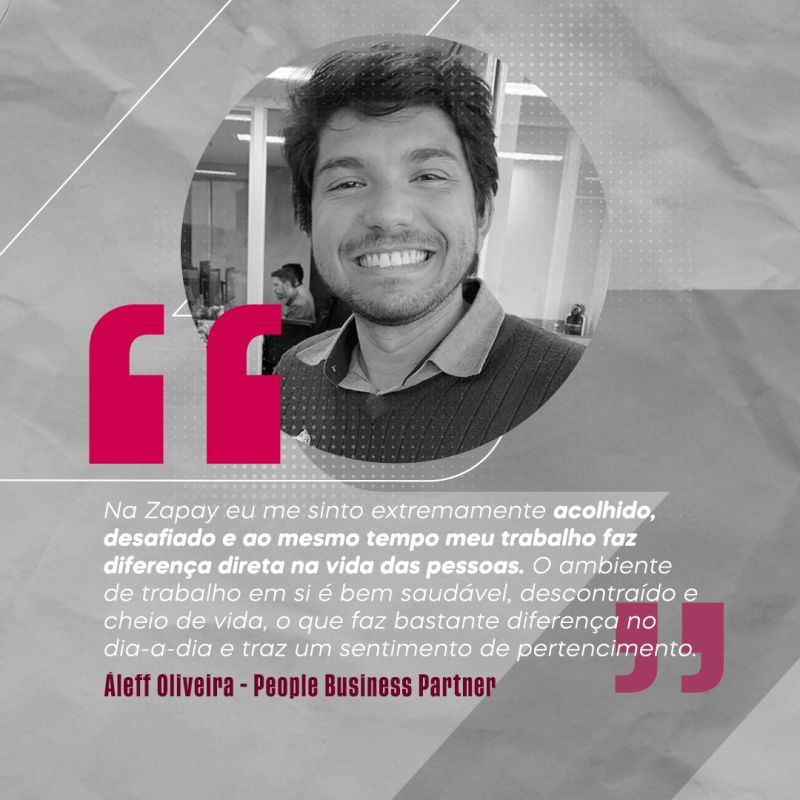 Na Zapay eu me sinto extremamente acolhido,
desafiado e ao mesmo tempo meu trabalho faz
diferença direta na vida das pessoas. O ambiente
de trabalho em si é bem saudável, descontraído e
cheio de vida, o que faz bastante diferença no
dia-a-dia e traz um sentimento de pertencimento.
Áleff Oliveira - People Business Partner